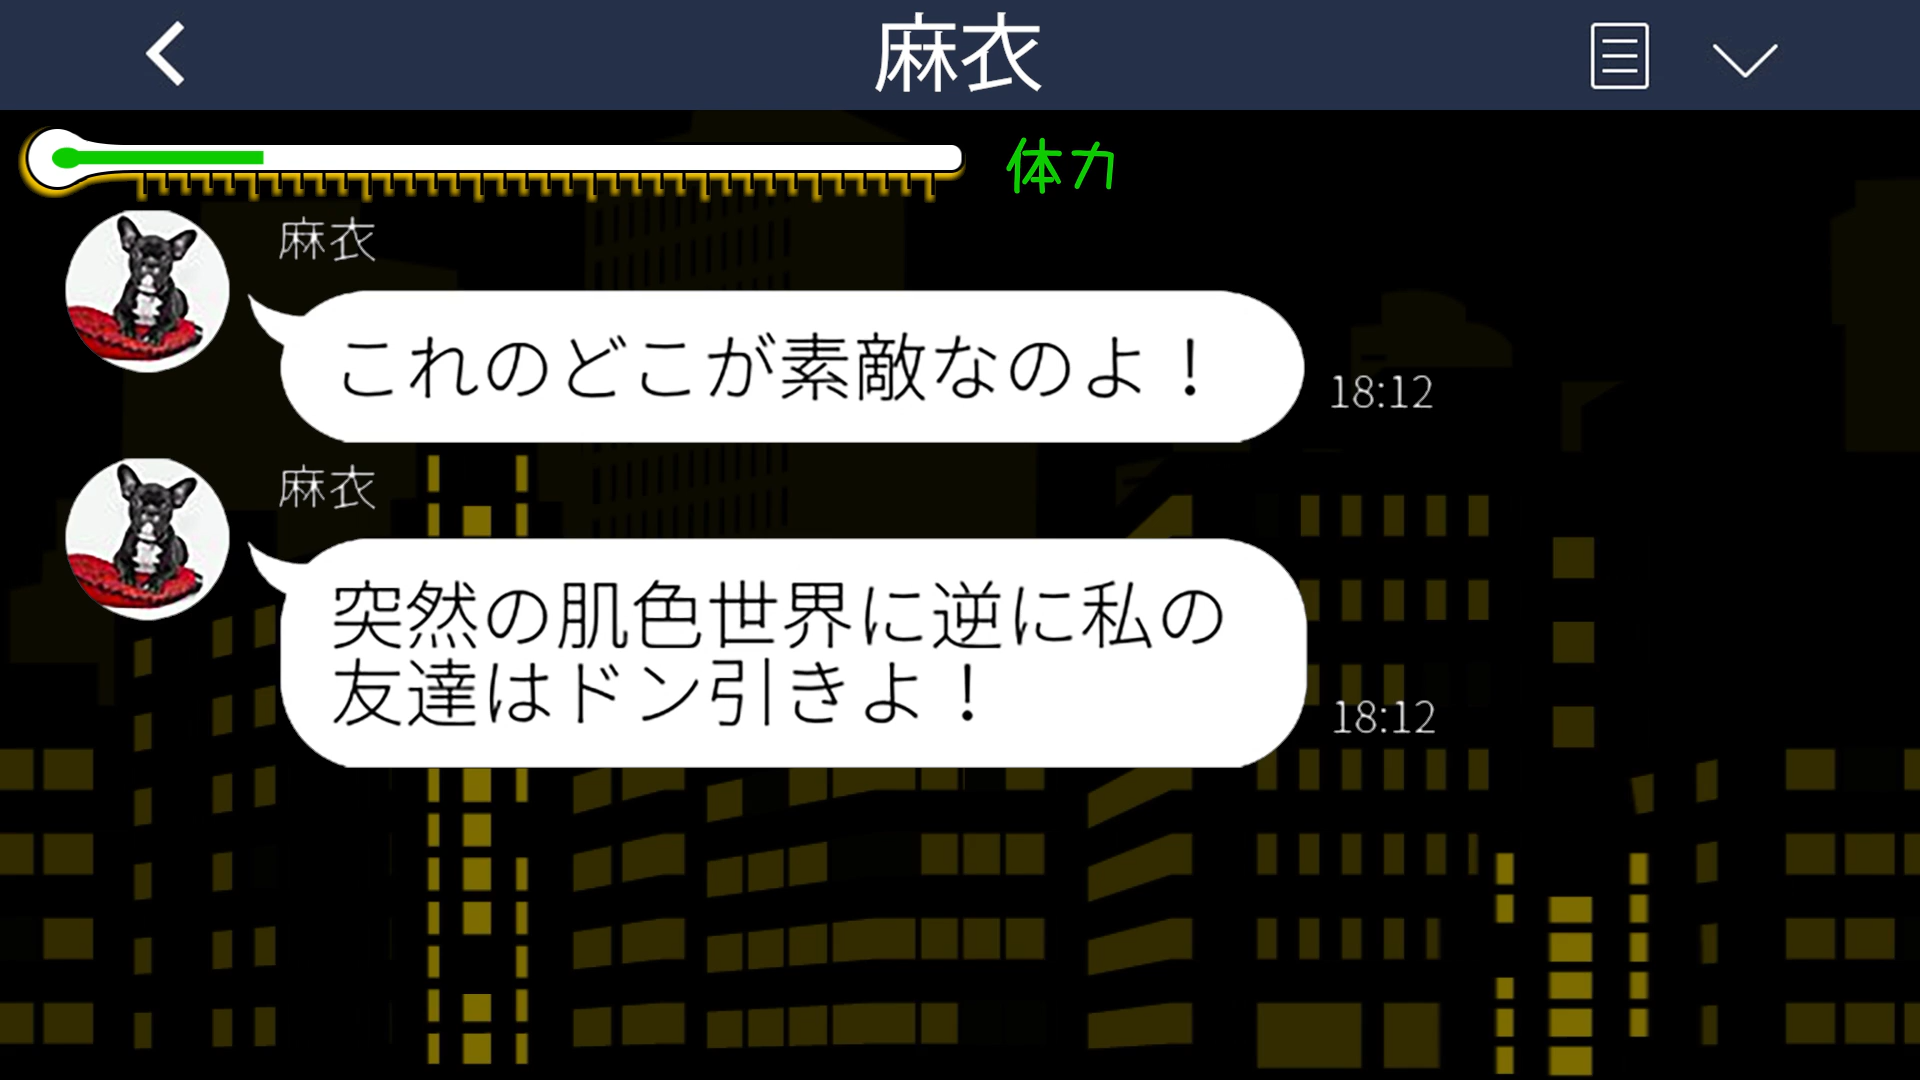 麻衣
体力
麻衣
これのどこが素敵なのよ！
18:12
麻衣
突然の肌色世界に逆に私の
友達はドン引きよ！
18:12